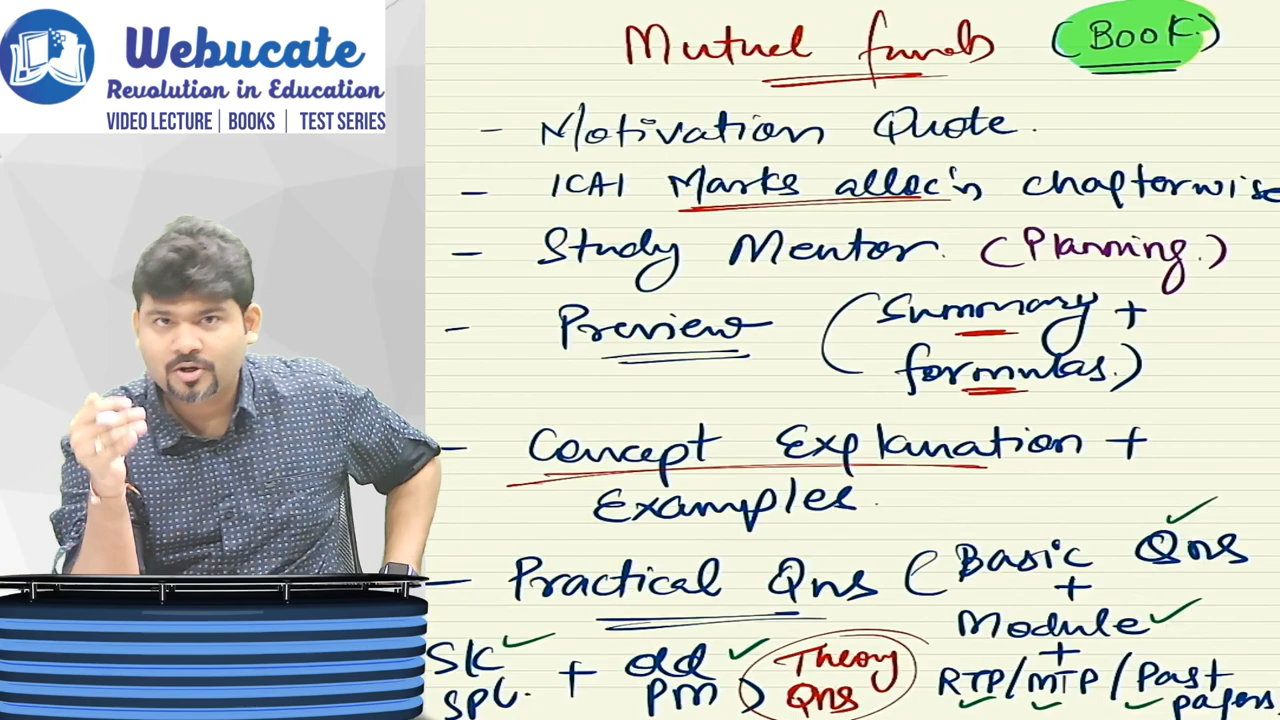 Webucate
Revolution in Education
VIDEO LECTURE | BOOKS | TEST SERIES
Mutual funds (Book)
- Motivation Quote.
- ICAI Marks alloc'n chapterwise
- Study Mentor. (Planning.)
- Preview (Summary +
formulas.)
- Concept Explanation +
Examples.
- Practical Qns (Basic Qns
+
Module
+
RTP/MTP/Past
papers.
SK
SPL. + old
PM)
Theory
Qns